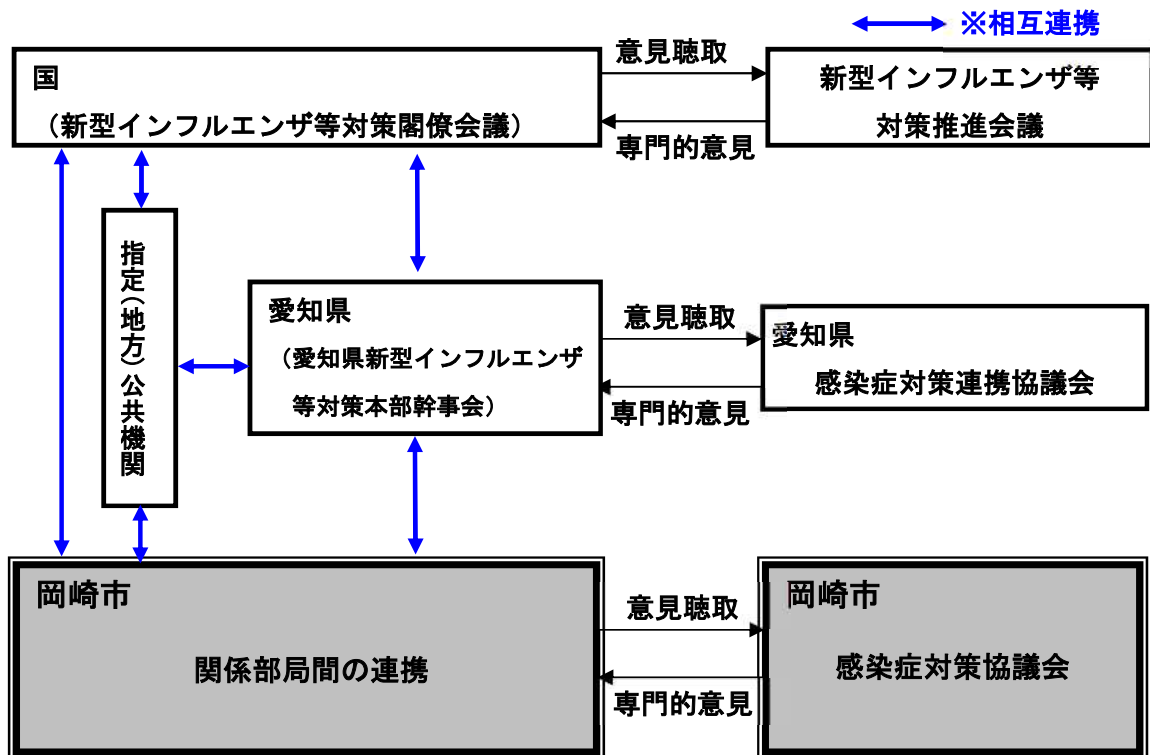 ※相互連携
国
（新型インフルエンザ等対策閣僚会議）
意見聴取
専門的意見
新型インフルエンザ等
対策推進会議
指定（地方）公共機関
愛知県
（愛知県新型インフルエンザ
等対策本部幹事会）
意見聴取
専門的意見
愛知県
感染症対策連携協議会
岡崎市
関係部局間の連携
意見聴取
専門的意見
岡崎市
感染症対策協議会